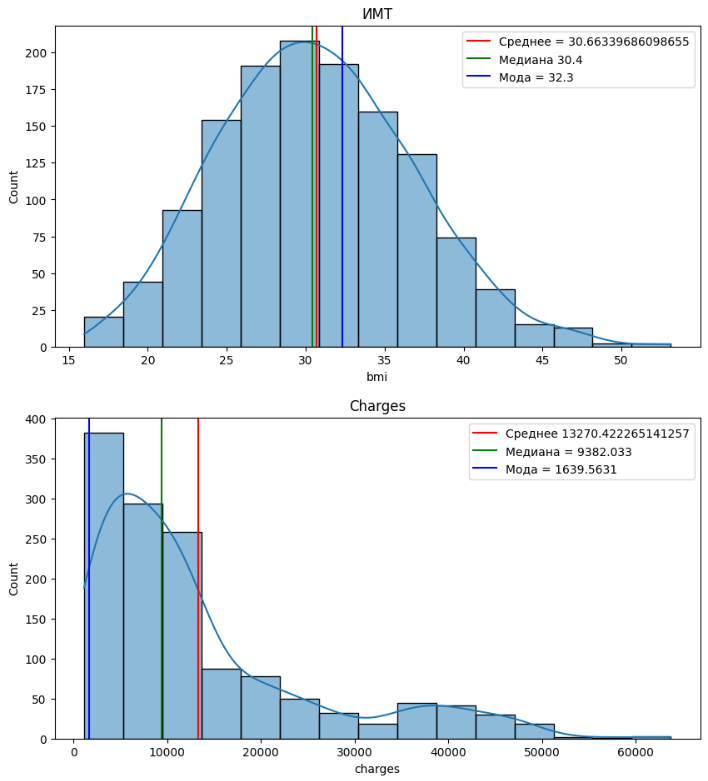 ИМТ
Среднее = 30.66339686098655
Медиана 30.4
Мода = 32.3
200
175
150
125
100
75
50
25
0
Count
15 20 25 30 35 40 45 50
bmi
Charges
Среднее 13270.422265141257
Медиана = 9382.033
Мода = 1639.5631
400
350
300
250
200
150
100
50
0
Count
0 10000 20000 30000 40000 50000 60000
charges